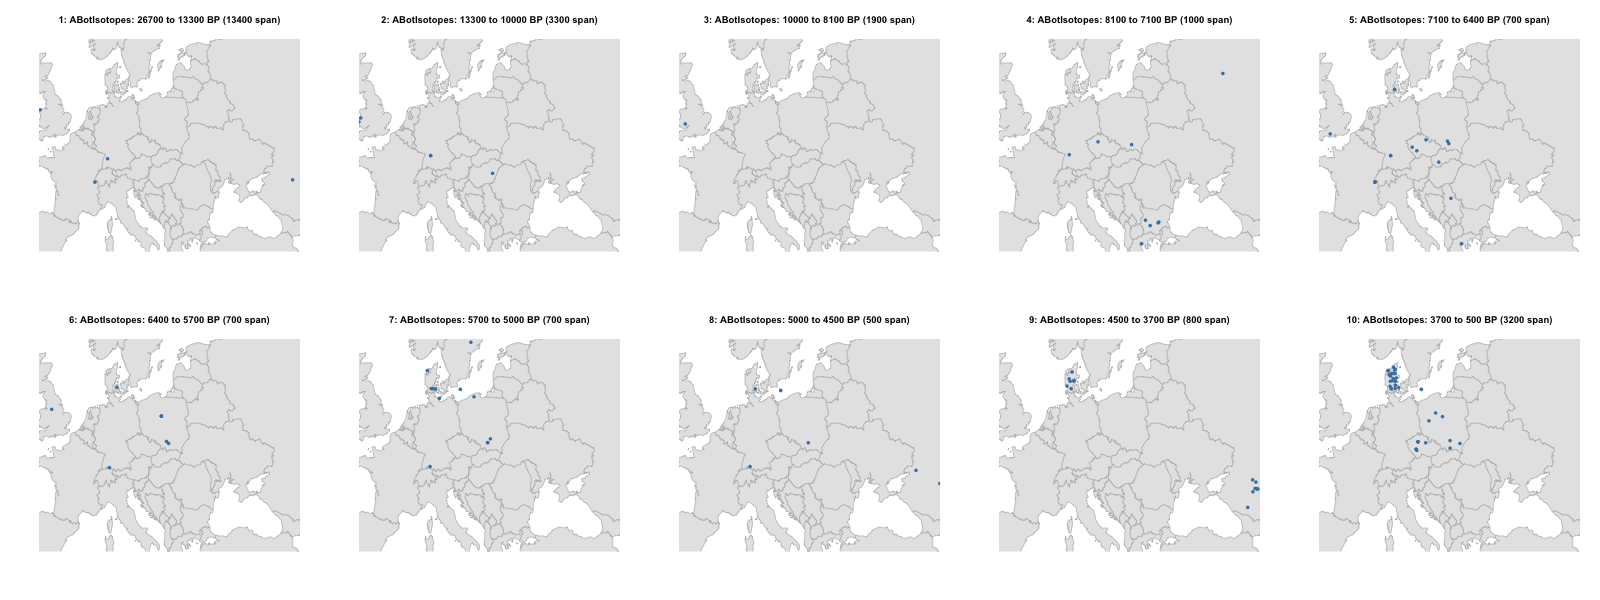 1: ABotIsotopes: 26700 to 13300 BP (13400 span)
2: ABotIsotopes: 13300 to 10000 BP (3300 span)
3: ABotIsotopes: 10000 to 8100 BP (1900 span)
4: ABotIsotopes: 8100 to 7100 BP (1000 span)
5: ABotIsotopes: 7100 to 6400 BP (700 span)
6: ABotIsotopes: 6400 to 5700 BP (700 span)
7: ABotIsotopes: 5700 to 5000 BP (700 span)
8: ABotIsotopes: 5000 to 4500 BP (500 span)
9: ABotIsotopes: 4500 to 3700 BP (800 span)
10: ABotIsotopes: 3700 to 500 BP (3200 span)